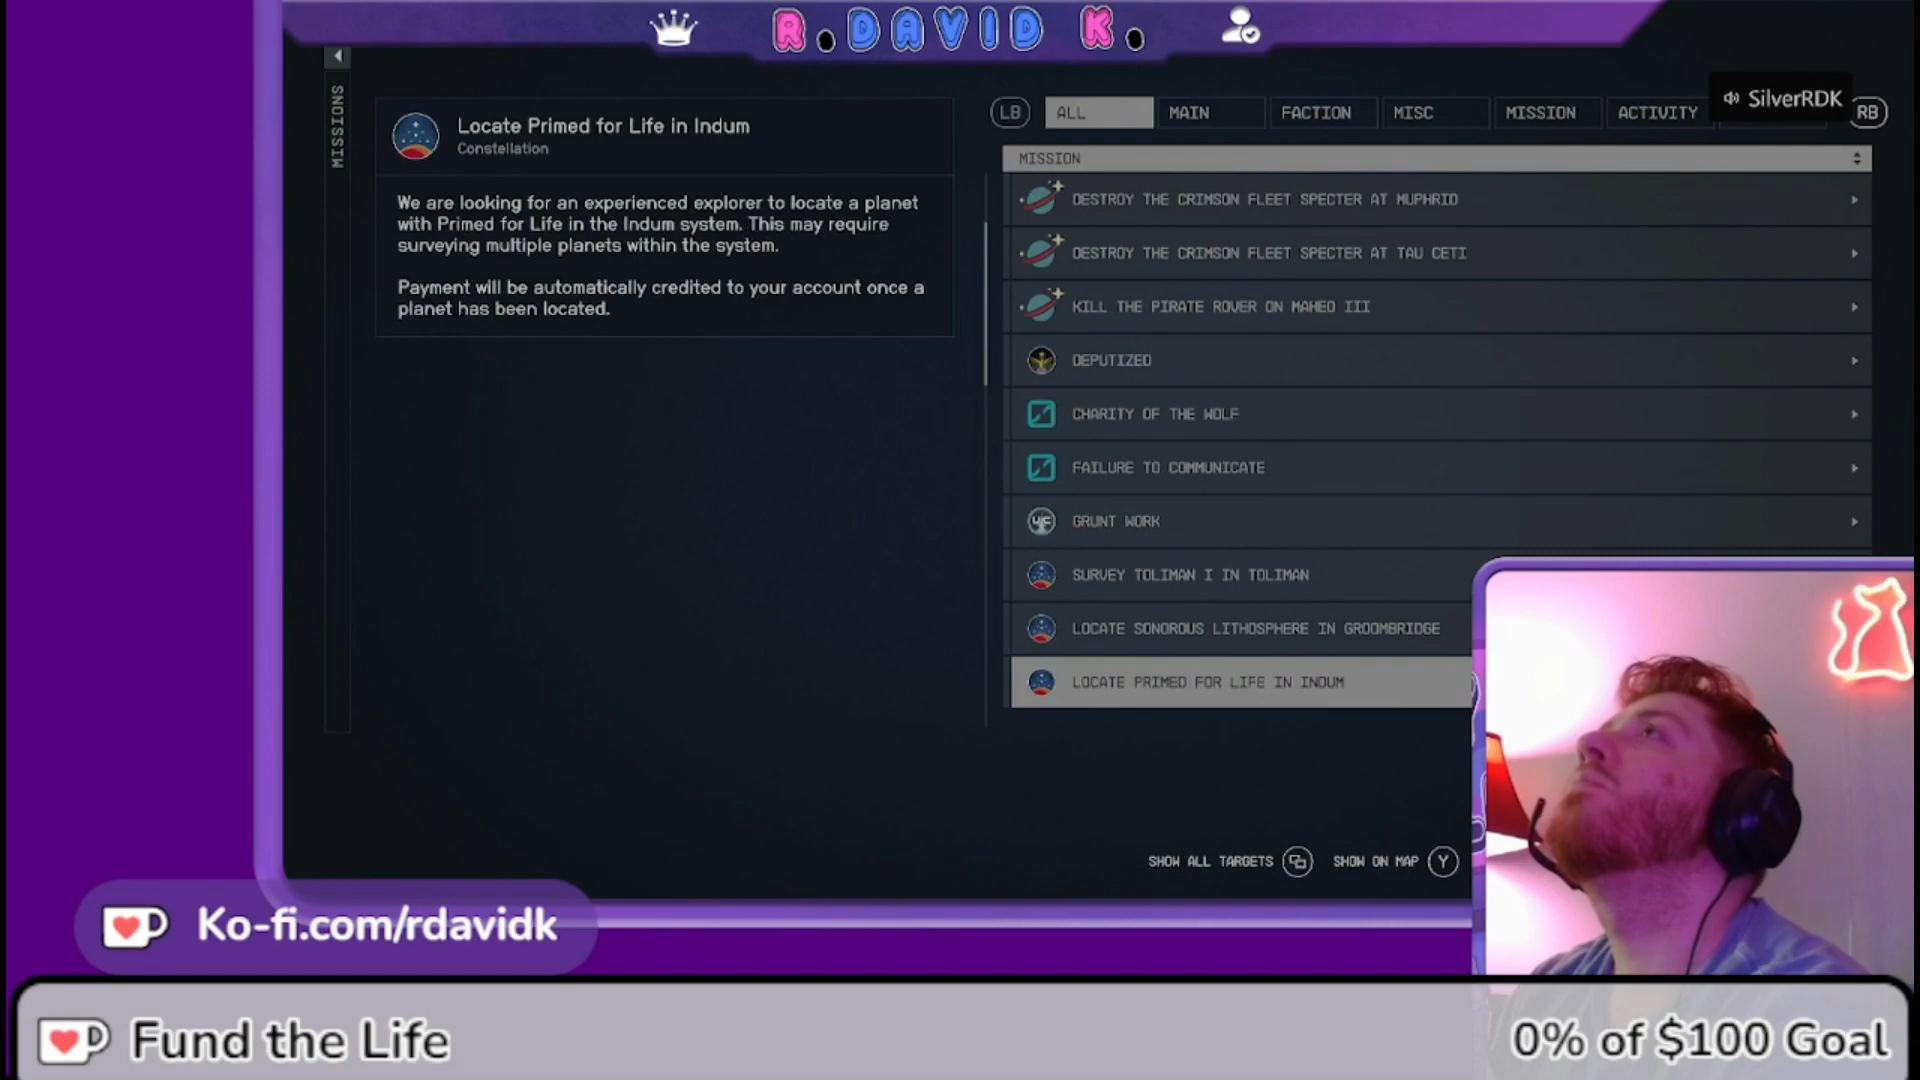 R.DAVID K.
MISSIONS
Locate Primed for Life in Indum
Constellation
We are looking for an experienced explorer to locate a planet
with Primed for Life in the Indum system. This may require
surveying multiple planets within the system.
Payment will be automatically credited to your account once a
planet has been located.
LB
ALL
MAIN
FACTION
MISC
MISSION
ACTIVITY
SilverRDK
RB
MISSION
DESTROY THE CRIMSON FLEET SPECTER AT MUPHRID
DESTROY THE CRIMSON FLEET SPECTER AT TAU CETI
KILL THE PIRATE ROVER ON MAHEO III
DEPUTIZED
CHARITY OF THE WOLF
FAILURE TO COMMUNICATE
UC
GRUNT WORK
SURVEY TOLIMAN I IN TOLIMAN
LOCATE SONOROUS LITHOSPHERE IN GROOMBRIDGE
LOCATE PRIMED FOR LIFE IN INDUM
SHOW ALL TARGETS
SHOW ON MAP Y
Ko-fi.com/rdavidk
Fund the Life
0% of $100 Goal